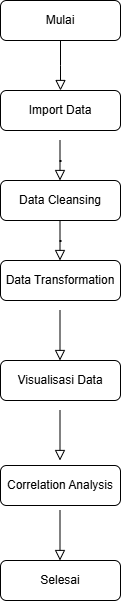 Mulai
Import Data
Data Cleansing
Data Transformation
Visualisasi Data
Correlation Analysis
Selesai